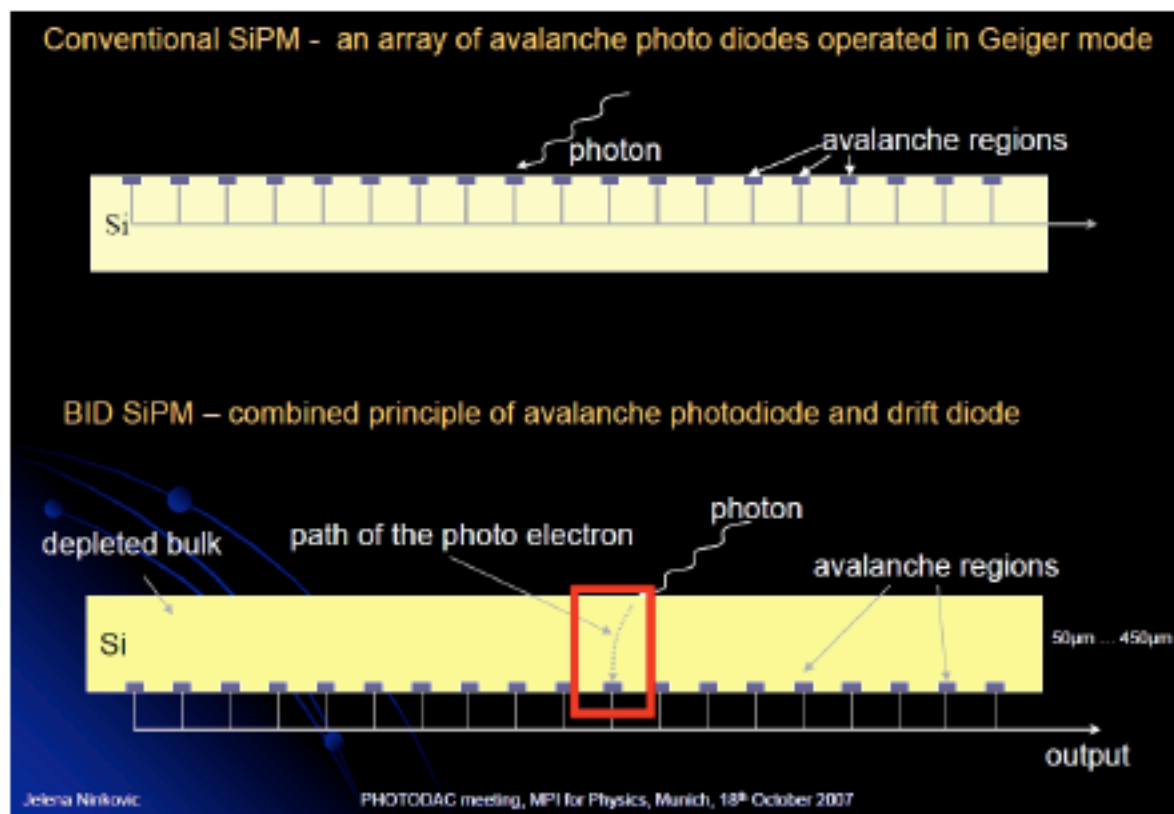 Conventional SiPM - an array of avalanche photo diodes operated in Geiger mode
photon
avalanche regions
Si
BID SiPM – combined principle of avalanche photodiode and drift diode
photon
depleted bulk
path of the photo electron
avalanche regions
Si
50µm ... 450µm
output
Jelena Ninkovic
PHOTODAC meeting, MPI for Physics, Munich, 18th October 2007